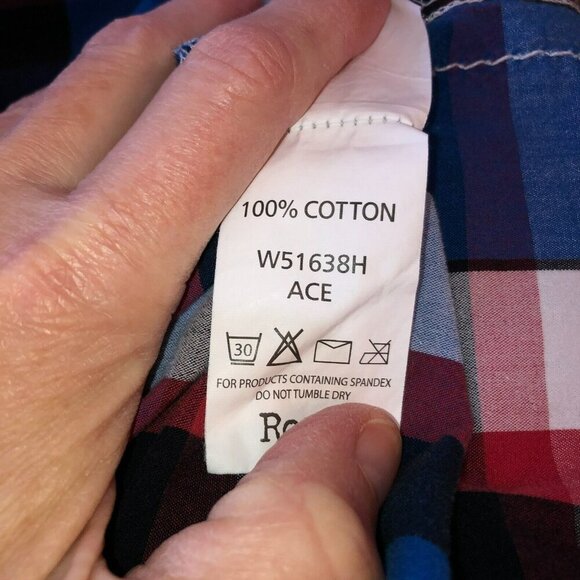 100% COTTON
W51638H
ACE
30
FOR PRODUCTS CONTAINING SPANDEX
DO NOT TUMBLE DRY